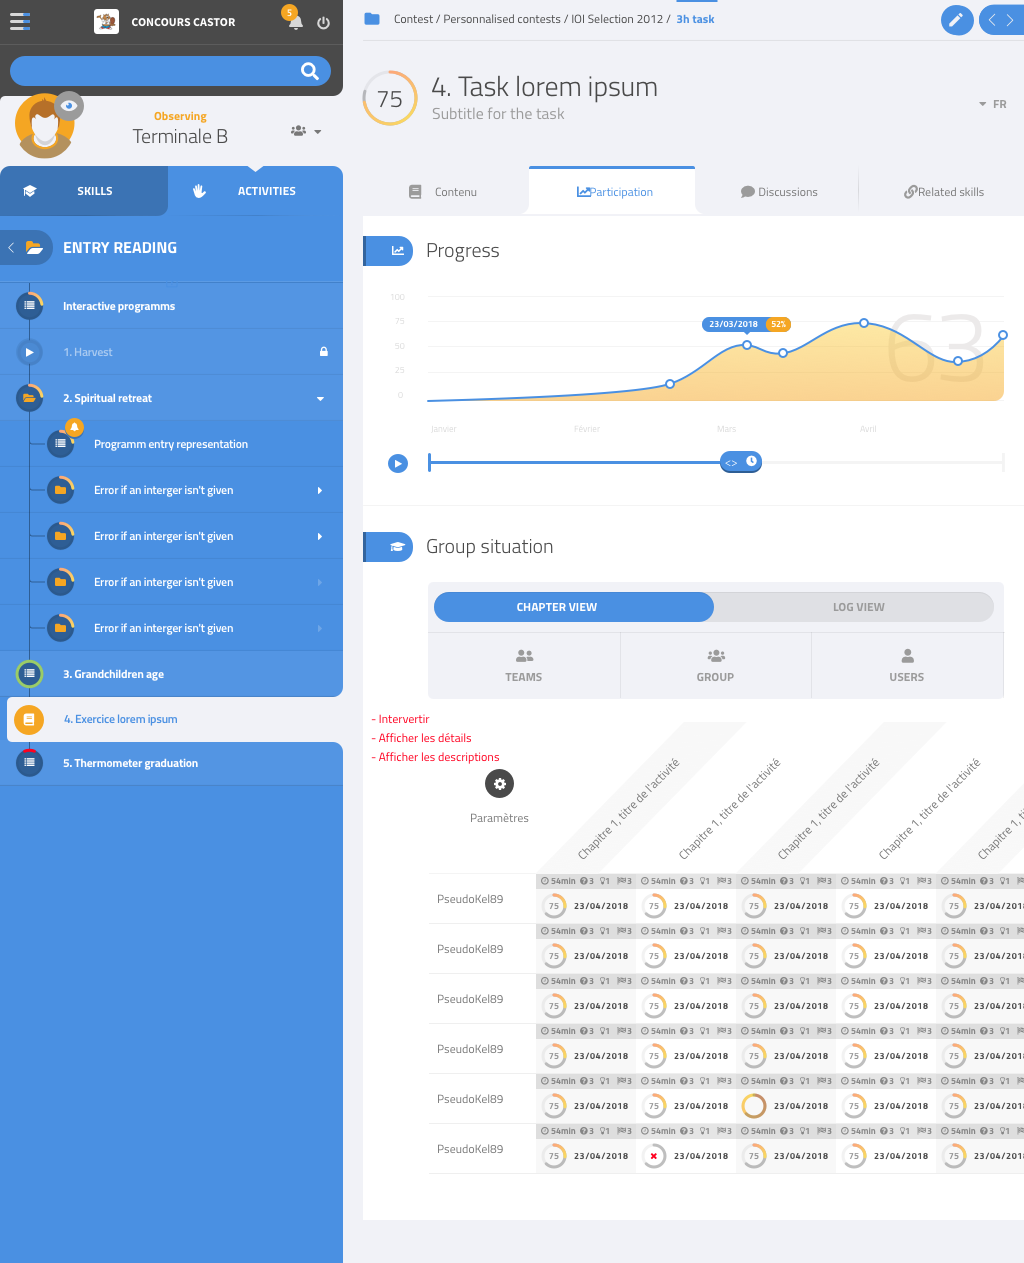 CONCOURS CASTOR
5
Observing
Terminale B
SKILLS
ACTIVITIES
ENTRY READING
Interactive programms
1. Harvest
2. Spiritual retreat
Programm entry representation
Error if an interger isn't given
Error if an interger isn't given
Error if an interger isn't given
Error if an interger isn't given
3. Grandchildren age
4. Exercice lorem ipsum
5. Thermometer graduation
Contest / Personnalised contests / IOI Selection 2012 / 3h task
75
4. Task lorem ipsum
Subtitle for the task
FR
Contenu
Participation
Discussions
Related skills
Progress
100
75
50
25
0
23/03/2018 52%
63
Janvier Février Mars Avril
<>
Group situation
CHAPTER VIEW
LOG VIEW
TEAMS
GROUP
USERS
- Intervertir
- Afficher les détails
- Afficher les descriptions
Paramètres
Chapitre 1, titre de l'activité
Chapitre 1, titre de l'activité
Chapitre 1, titre de l'activité
Chapitre 1, titre de l'activité
Chapitre 1, ti
54min 3 1 3 54min 3 1 3 54min 3 1 3 54min 3 1 3 54min 3 1
PseudoKel89
75 23/04/2018 75 23/04/2018 75 23/04/2018 75 23/04/2018 75 23/04/201
54min 3 1 3 54min 3 1 3 54min 3 1 3 54min 3 1 3 54min 3 1
PseudoKel89
75 23/04/2018 75 23/04/2018 75 23/04/2018 75 23/04/2018 75 23/04/201
54min 3 1 3 54min 3 1 3 54min 3 1 3 54min 3 1 3 54min 3 1
PseudoKel89
75 23/04/2018 75 23/04/2018 75 23/04/2018 75 23/04/2018 75 23/04/201
54min 3 1 3 54min 3 1 3 54min 3 1 3 54min 3 1 3 54min 3 1
PseudoKel89
75 23/04/2018 75 23/04/2018 75 23/04/2018 75 23/04/2018 75 23/04/201
54min 3 1 3 54min 3 1 3 54min 3 1 3 54min 3 1 3 54min 3 1
PseudoKel89
75 23/04/2018 75 23/04/2018 23/04/2018 75 23/04/2018 75 23/04/201
54min 3 1 3 54min 3 1 3 54min 3 1 3 54min 3 1 3 54min 3 1
PseudoKel89
75 23/04/2018 23/04/2018 75 23/04/2018 75 23/04/2018 75 23/04/201